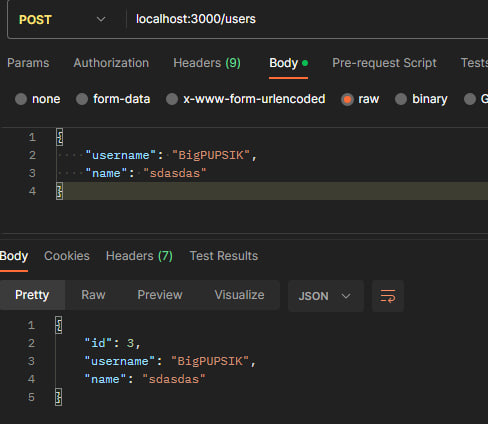 POST localhost:3000/users
Params Authorization Headers (9) Body Pre-request Script Tests
none form-data x-www-form-urlencoded raw binary G
1 {
2 "username": "BigPUPSIK",
3 "name": "sdasdas"
4 }
Body Cookies Headers (7) Test Results
Pretty Raw Preview Visualize JSON
1 {
2 "id": 3,
3 "username": "BigPUPSIK",
4 "name": "sdasdas"
5 }